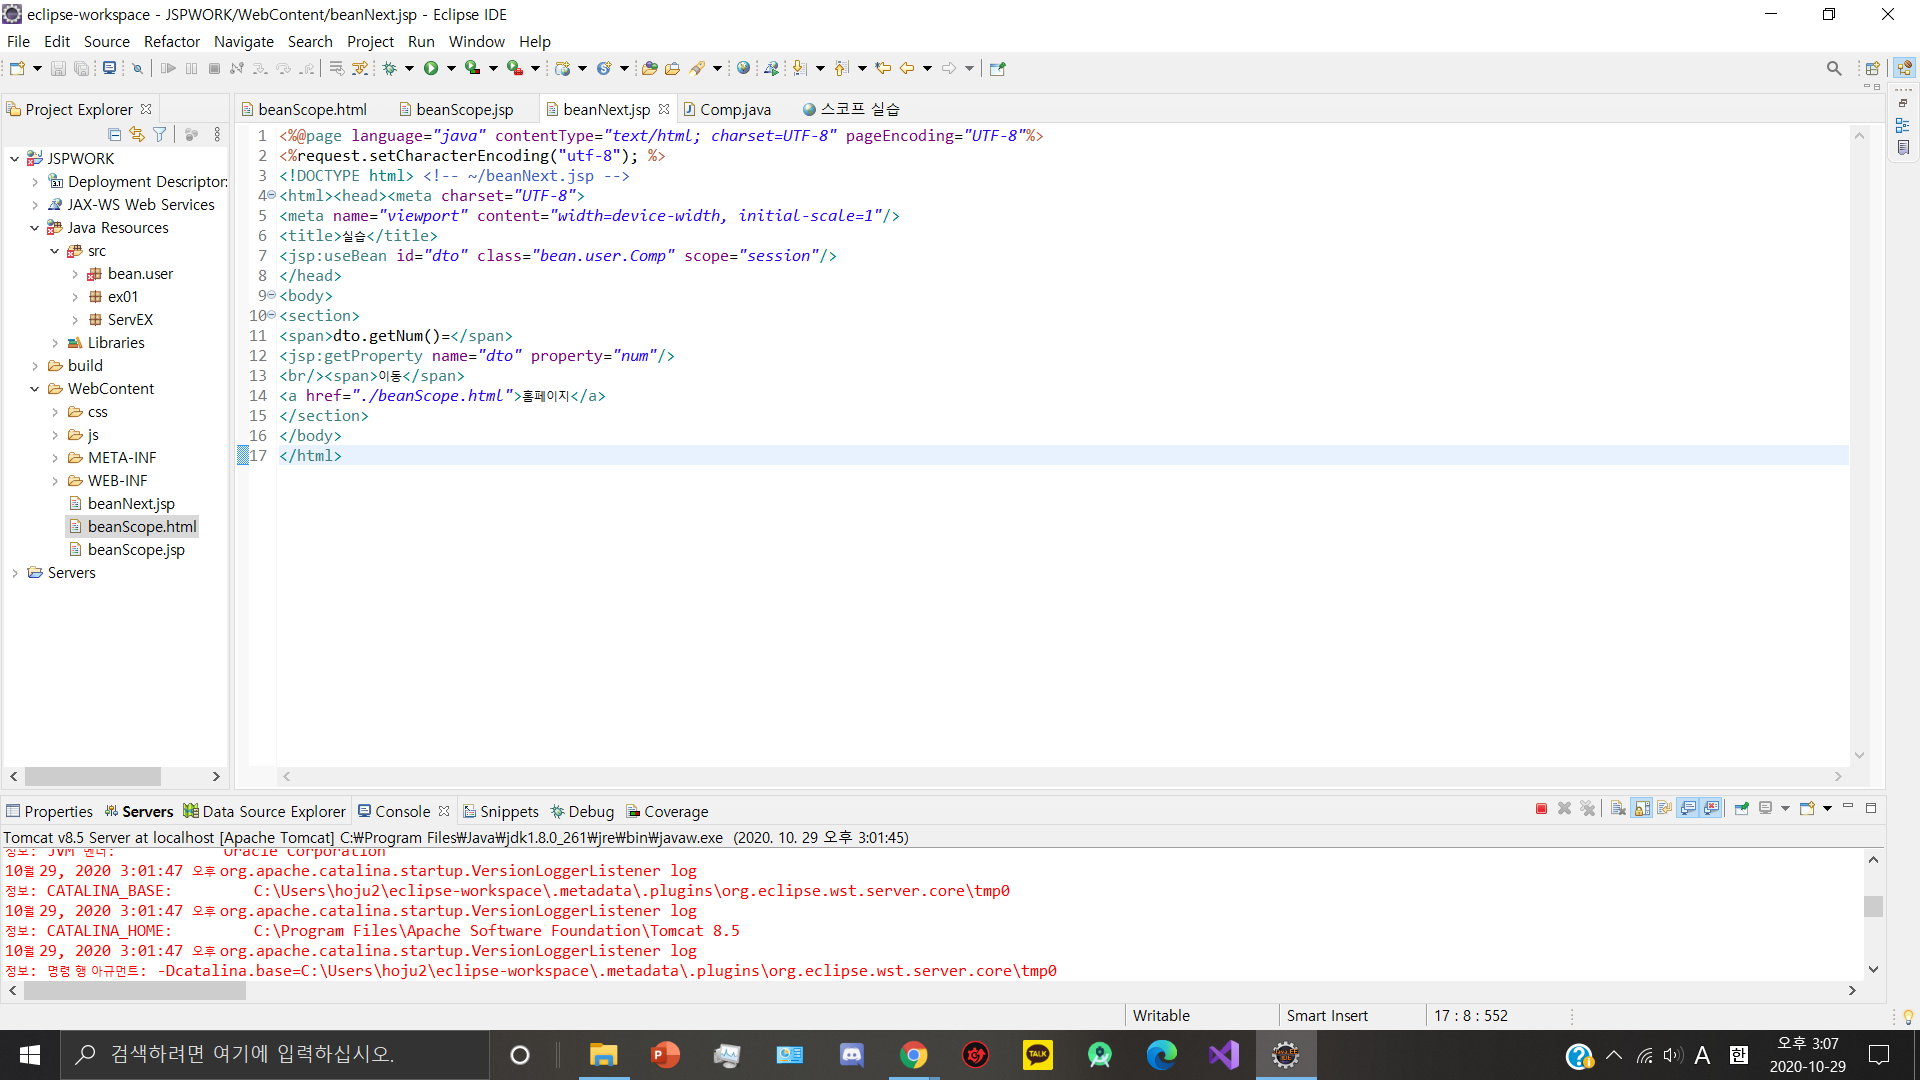 eclipse-workspace - JSPWORK/WebContent/beanNext.jsp - Eclipse IDE
File Edit Source Refactor Navigate Search Project Run Window Help
Project Explorer
JSPWORK
Deployment Descriptor:
JAX-WS Web Services
Java Resources
src
bean.user
ex01
ServEX
Libraries
build
WebContent
css
js
META-INF
WEB-INF
beanNext.jsp
beanScope.html
beanScope.jsp
Servers
beanScope.html beanScope.jsp beanNext.jsp Comp.java 스코프 실습
1 <%@page language="java" contentType="text/html; charset=UTF-8" pageEncoding="UTF-8"%>
2 <%request.setCharacterEncoding("utf-8"); %>
3 <!DOCTYPE html> <!-- ~/beanNext.jsp -->
4 <html><head><meta charset="UTF-8">
5 <meta name="viewport" content="width=device-width, initial-scale=1"/>
6 <title>실습</title>
7 <jsp:useBean id="dto" class="bean.user.Comp" scope="session"/>
8 </head>
9 <body>
10 <section>
11 <span>dto.getNum()=</span>
12 <jsp:getProperty name="dto" property="num"/>
13 <br/><span>이동</span>
14 <a href="./beanScope.html">홈페이지</a>
15 </section>
16 </body>
17 </html>
Properties Servers Data Source Explorer Console Snippets Debug Coverage
Tomcat v8.5 Server at localhost [Apache Tomcat] C:₩Program Files₩Java₩jdk1.8.0_261₩jre₩bin₩javaw.exe (2020. 10. 29 오후 3:01:45)
정보: JVM 벤더: Oracle Corporation
10월 29, 2020 3:01:47 오후 org.apache.catalina.startup.VersionLoggerListener log
정보: CATALINA_BASE: C:\Users\hoju2\eclipse-workspace\.metadata\.plugins\org.eclipse.wst.server.core\tmp0
10월 29, 2020 3:01:47 오후 org.apache.catalina.startup.VersionLoggerListener log
정보: CATALINA_HOME: C:\Program Files\Apache Software Foundation\Tomcat 8.5
10월 29, 2020 3:01:47 오후 org.apache.catalina.startup.VersionLoggerListener log
정보: 명령 행 아규먼트: -Dcatalina.base=C:\Users\hoju2\eclipse-workspace\.metadata\.plugins\org.eclipse.wst.server.core\tmp0
Writable Smart Insert 17 : 8 : 552
검색하려면 여기에 입력하십시오.
TALK
A 한
오후 3:07
2020-10-29